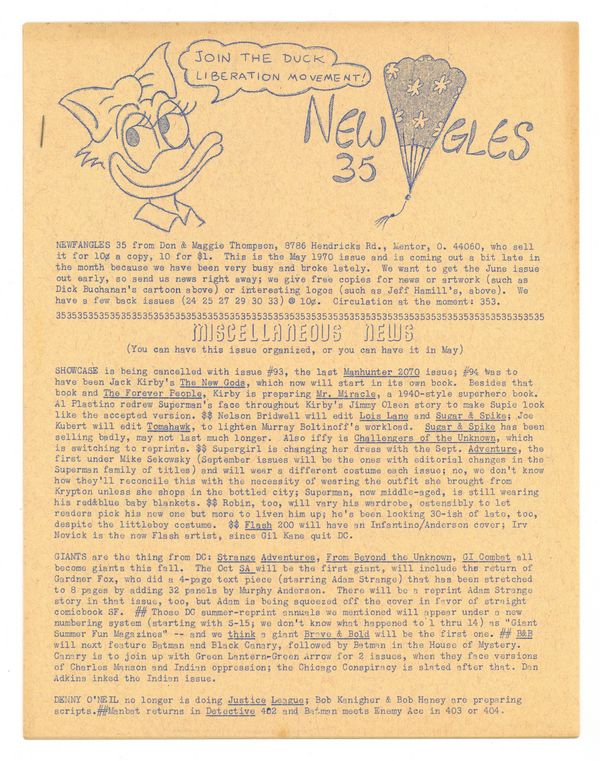 JOIN THE DUCK
LIBERATION MOVEMENT!
NEW GLES
35
NEWFANGLES 35 from Don & Maggie Thompson, 8786 Hendricks Rd., Mentor, O. 44060, who sell
it for 10¢ a copy, 10 for $1. This is the May 1970 issue and is coming out a bit late in
the month because we have been very busy and broke lately. We want to get the June issue
out early, so send us news right away; we give free copies for news or artwork (such as
Dick Buchanan's cartoon above) or interesting logos (such as Jeff Hamill's, above). We
have a few back issues (24 25 27 29 30 33) @ 10¢. Circulation at the moment: 353.
MISCELLANEOUS NEWS
(You can have this issue organized, or you can have it in May)
SHOWCASE is being cancelled with issue #93, the last Manhunter 2070 issue; #94 was to
have been Jack Kirby's The New Gods, which now will start in its own book. Besides that
book and The Forever People, Kirby is preparing Mr. Miracle, a 1940-style superhero book.
Al Plastino redrew Superman's face throughout Kirby's Jimmy Olsen story to make Supie look
like the accepted version. $$ Nelson Bridwell will edit Lois Lane and Sugar & Spike; Joe
Kubert will edit Tomahawk, to lighten Murray Boltinoff's workload. Sugar & Spike has been
selling badly, may not last much longer. Also iffy is Challengers of the Unknown, which
is switching to reprints. $$ Supergirl is changing her dress with the Sept. Adventure, the
first under Mike Sekowsky (September issues will be the ones with editorial changes in the
Superman family of titles) and will wear a different costume each issue; no, we don't know
how they'll reconcile this with the necessity of wearing the outfit she brought from
Krypton unless she shops in the bottled city; Superman, now middle-aged, is still wearing
his red&blue baby blankets. $$ Robin, too, will vary his wardrobe, ostensibly to let
readers pick his new one but more to liven him up; he's been looking 30-ish of late, too,
despite the littleboy costume. $$ Flash 200 will have an Infantino/Anderson cover; Irv
Novick is the new Flash artist, since Gil Kane quit DC.
GIANTS are the thing from DC: Strange Adventures, From Beyond the Unknown, GI Combat all
become giants this fall. The Oct SA will be the first giant, will include the return of
Gardner Fox, who did a 4-page text piece (starring Adam Strange) that has been stretched
to 8 pages by adding 32 panels by Murphy Anderson. There will be a reprint Adam Strange
story in that issue, too, but Adam is being squeezed off the cover in favor of straight
comicbook SF. ## Those DC summer-reprint annuals we mentioned will appear under a new
numbering system (starting with S-15; we don't know what happened to 1 thru 14) as "Giant
Summer Fun Magazines" -- and we think a giant Brave & Bold will be the first one. ## B&B
will next feature Batman and Black Canary, followed by Batman in the House of Mystery.
Canary is to join up with Green Lantern-Green Arrow for 2 issues, when they face versions
of Charles Manson and Indian oppression; the Chicago Conspiracy is slated after that. Dan
Adkins inked the Indian issue.
DENNY O'NEIL no longer is doing Justice League; Bob Kanigher & Bob Haney are preparing
scripts.##Manbat returns in Detective 402 and Batman meets Enemy Ace in 403 or 404.